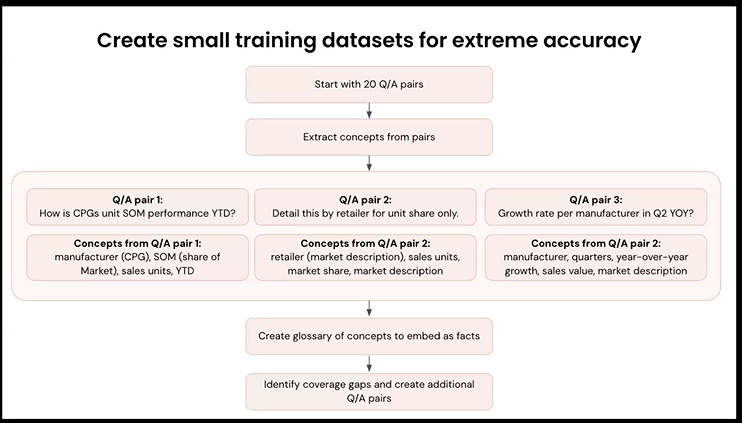 Create small training datasets for extreme accuracy
Start with 20 Q/A pairs
Extract concepts from pairs
Q/A pair 1:
How is CPGs unit SOM performance YTD?
Q/A pair 2:
Detail this by retailer for unit share only.
Q/A pair 3:
Growth rate per manufacturer in Q2 YOY?
Concepts from Q/A pair 1:
manufacturer (CPG), SOM (share of
Market), sales units, YTD
Concepts from Q/A pair 2:
retailer (market description), sales units,
market share, market description
Concepts from Q/A pair 2:
manufacturer, quarters, year-over-year
growth, sales value, market description
Create glossary of concepts to embed as facts
Identify coverage gaps and create additional
Q/A pairs